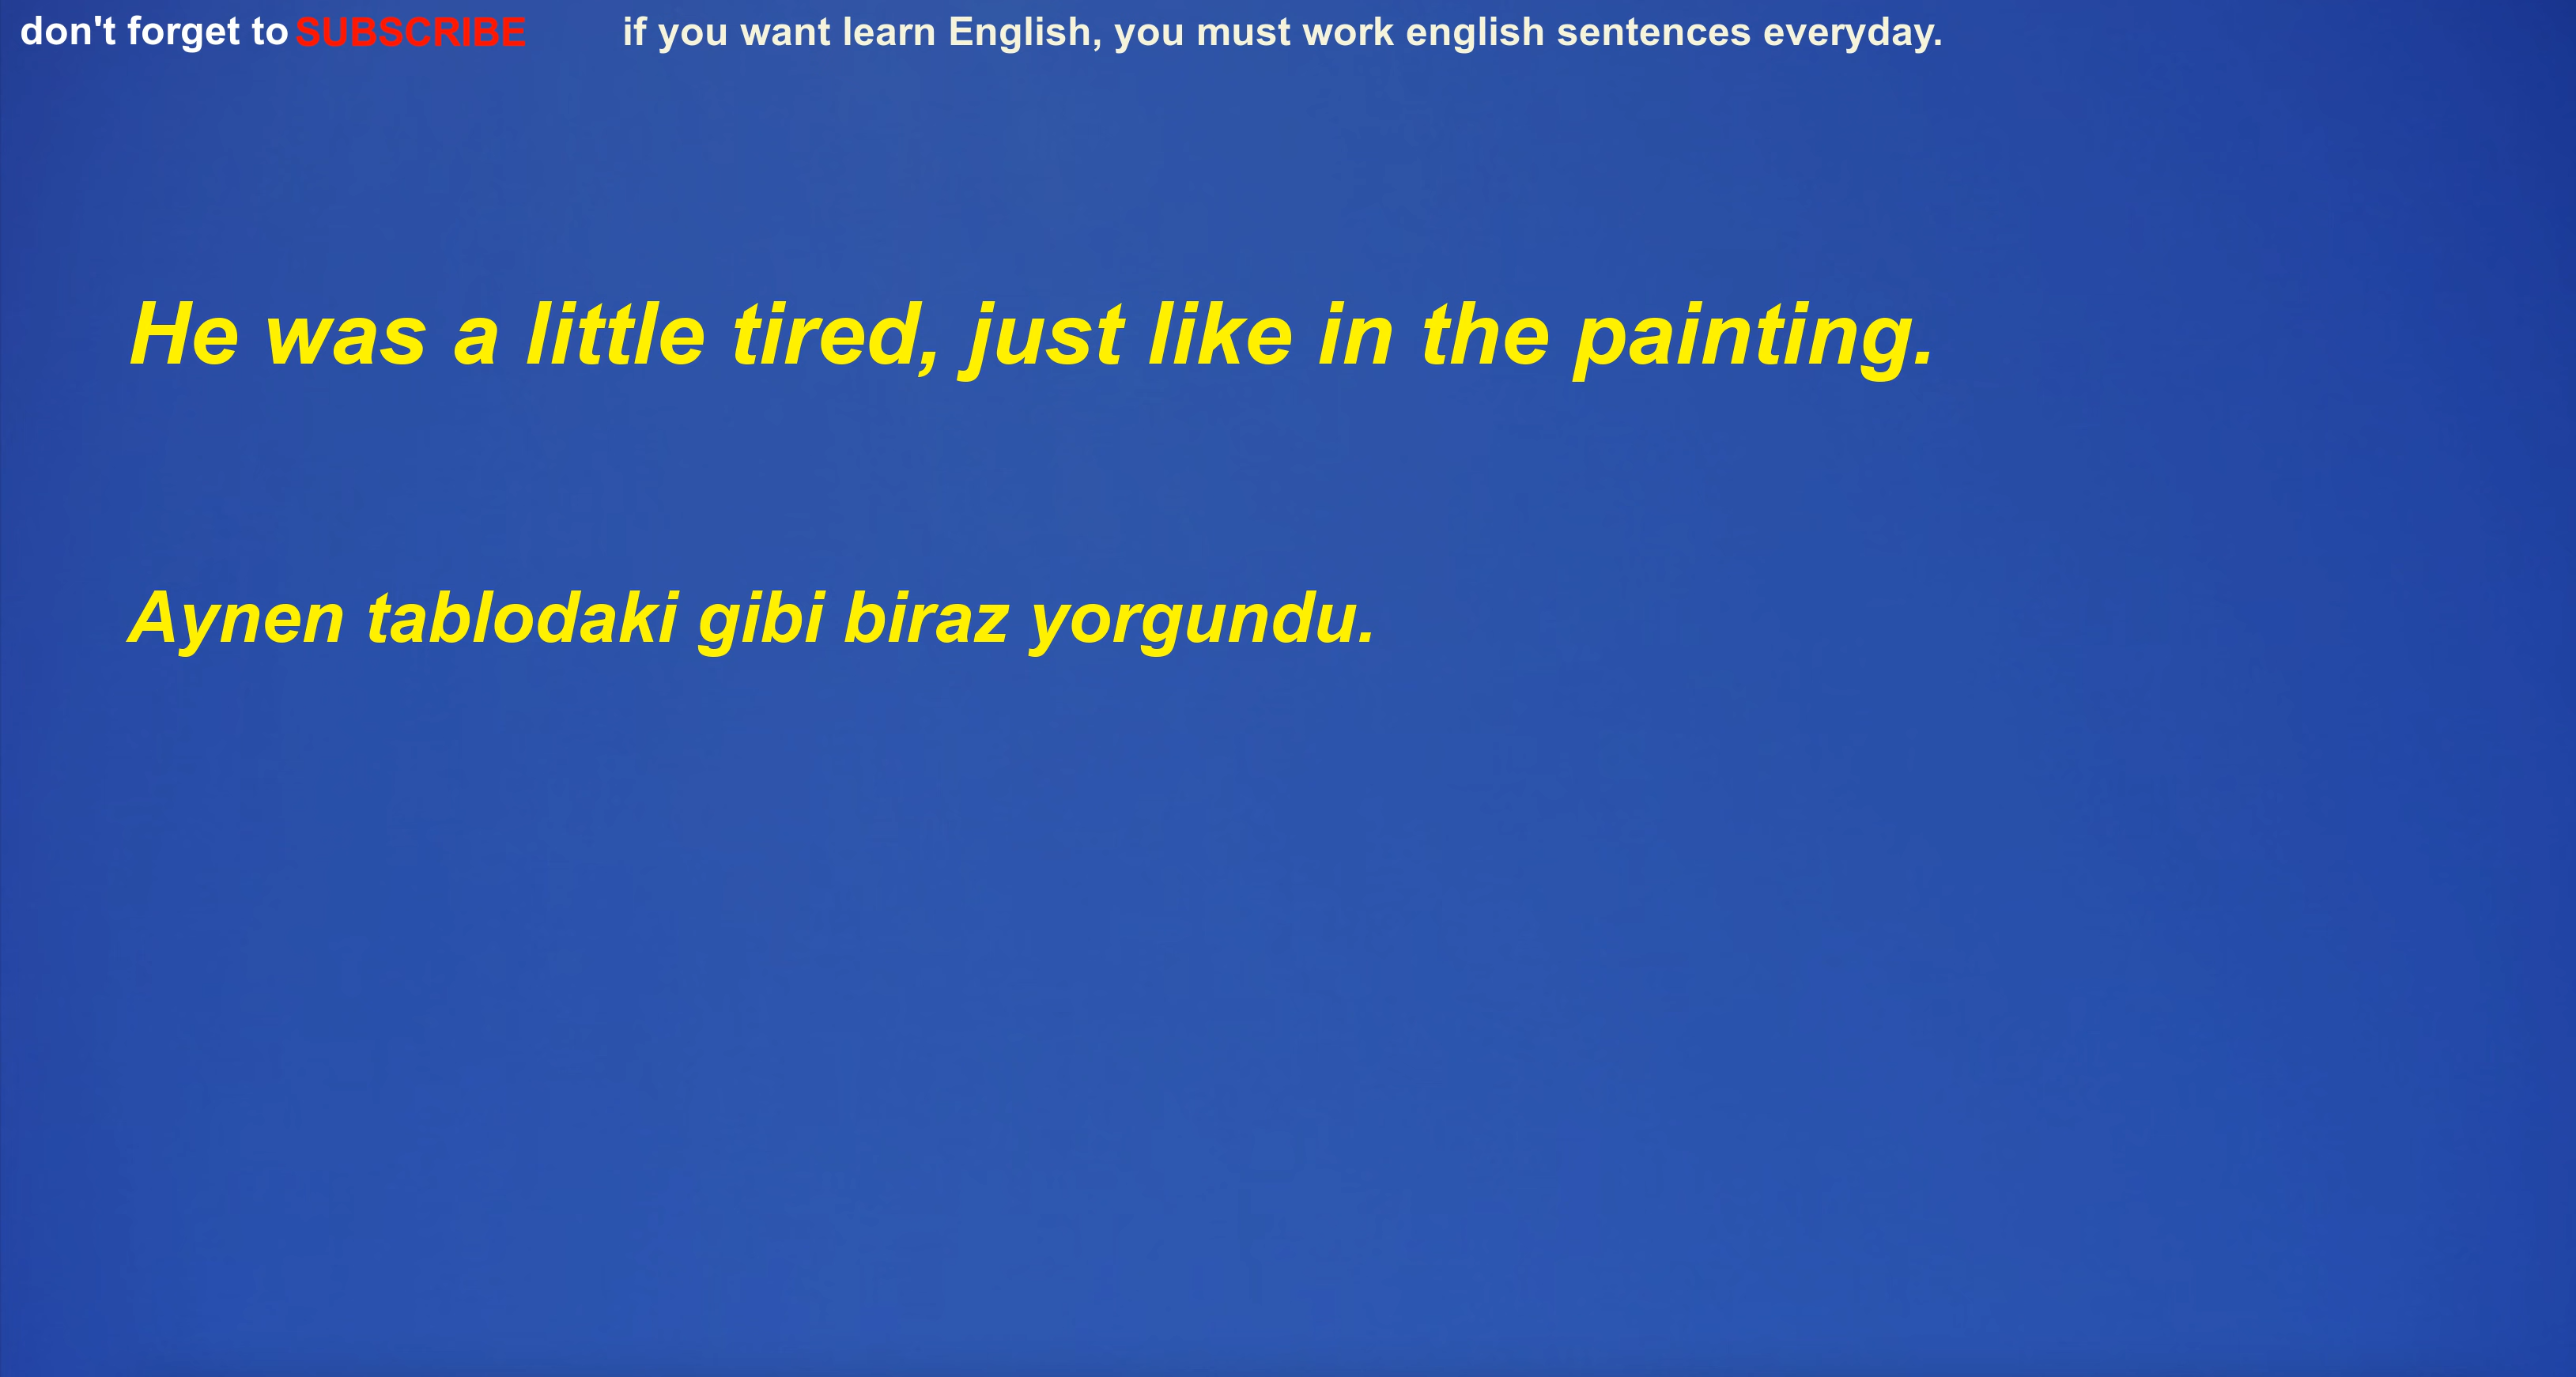 don't forget to SUBSCRIBE if you want learn English, you must work english sentences everyday.
He was a little tired, just like in the painting.
Aynen tablodaki gibi biraz yorgundu.